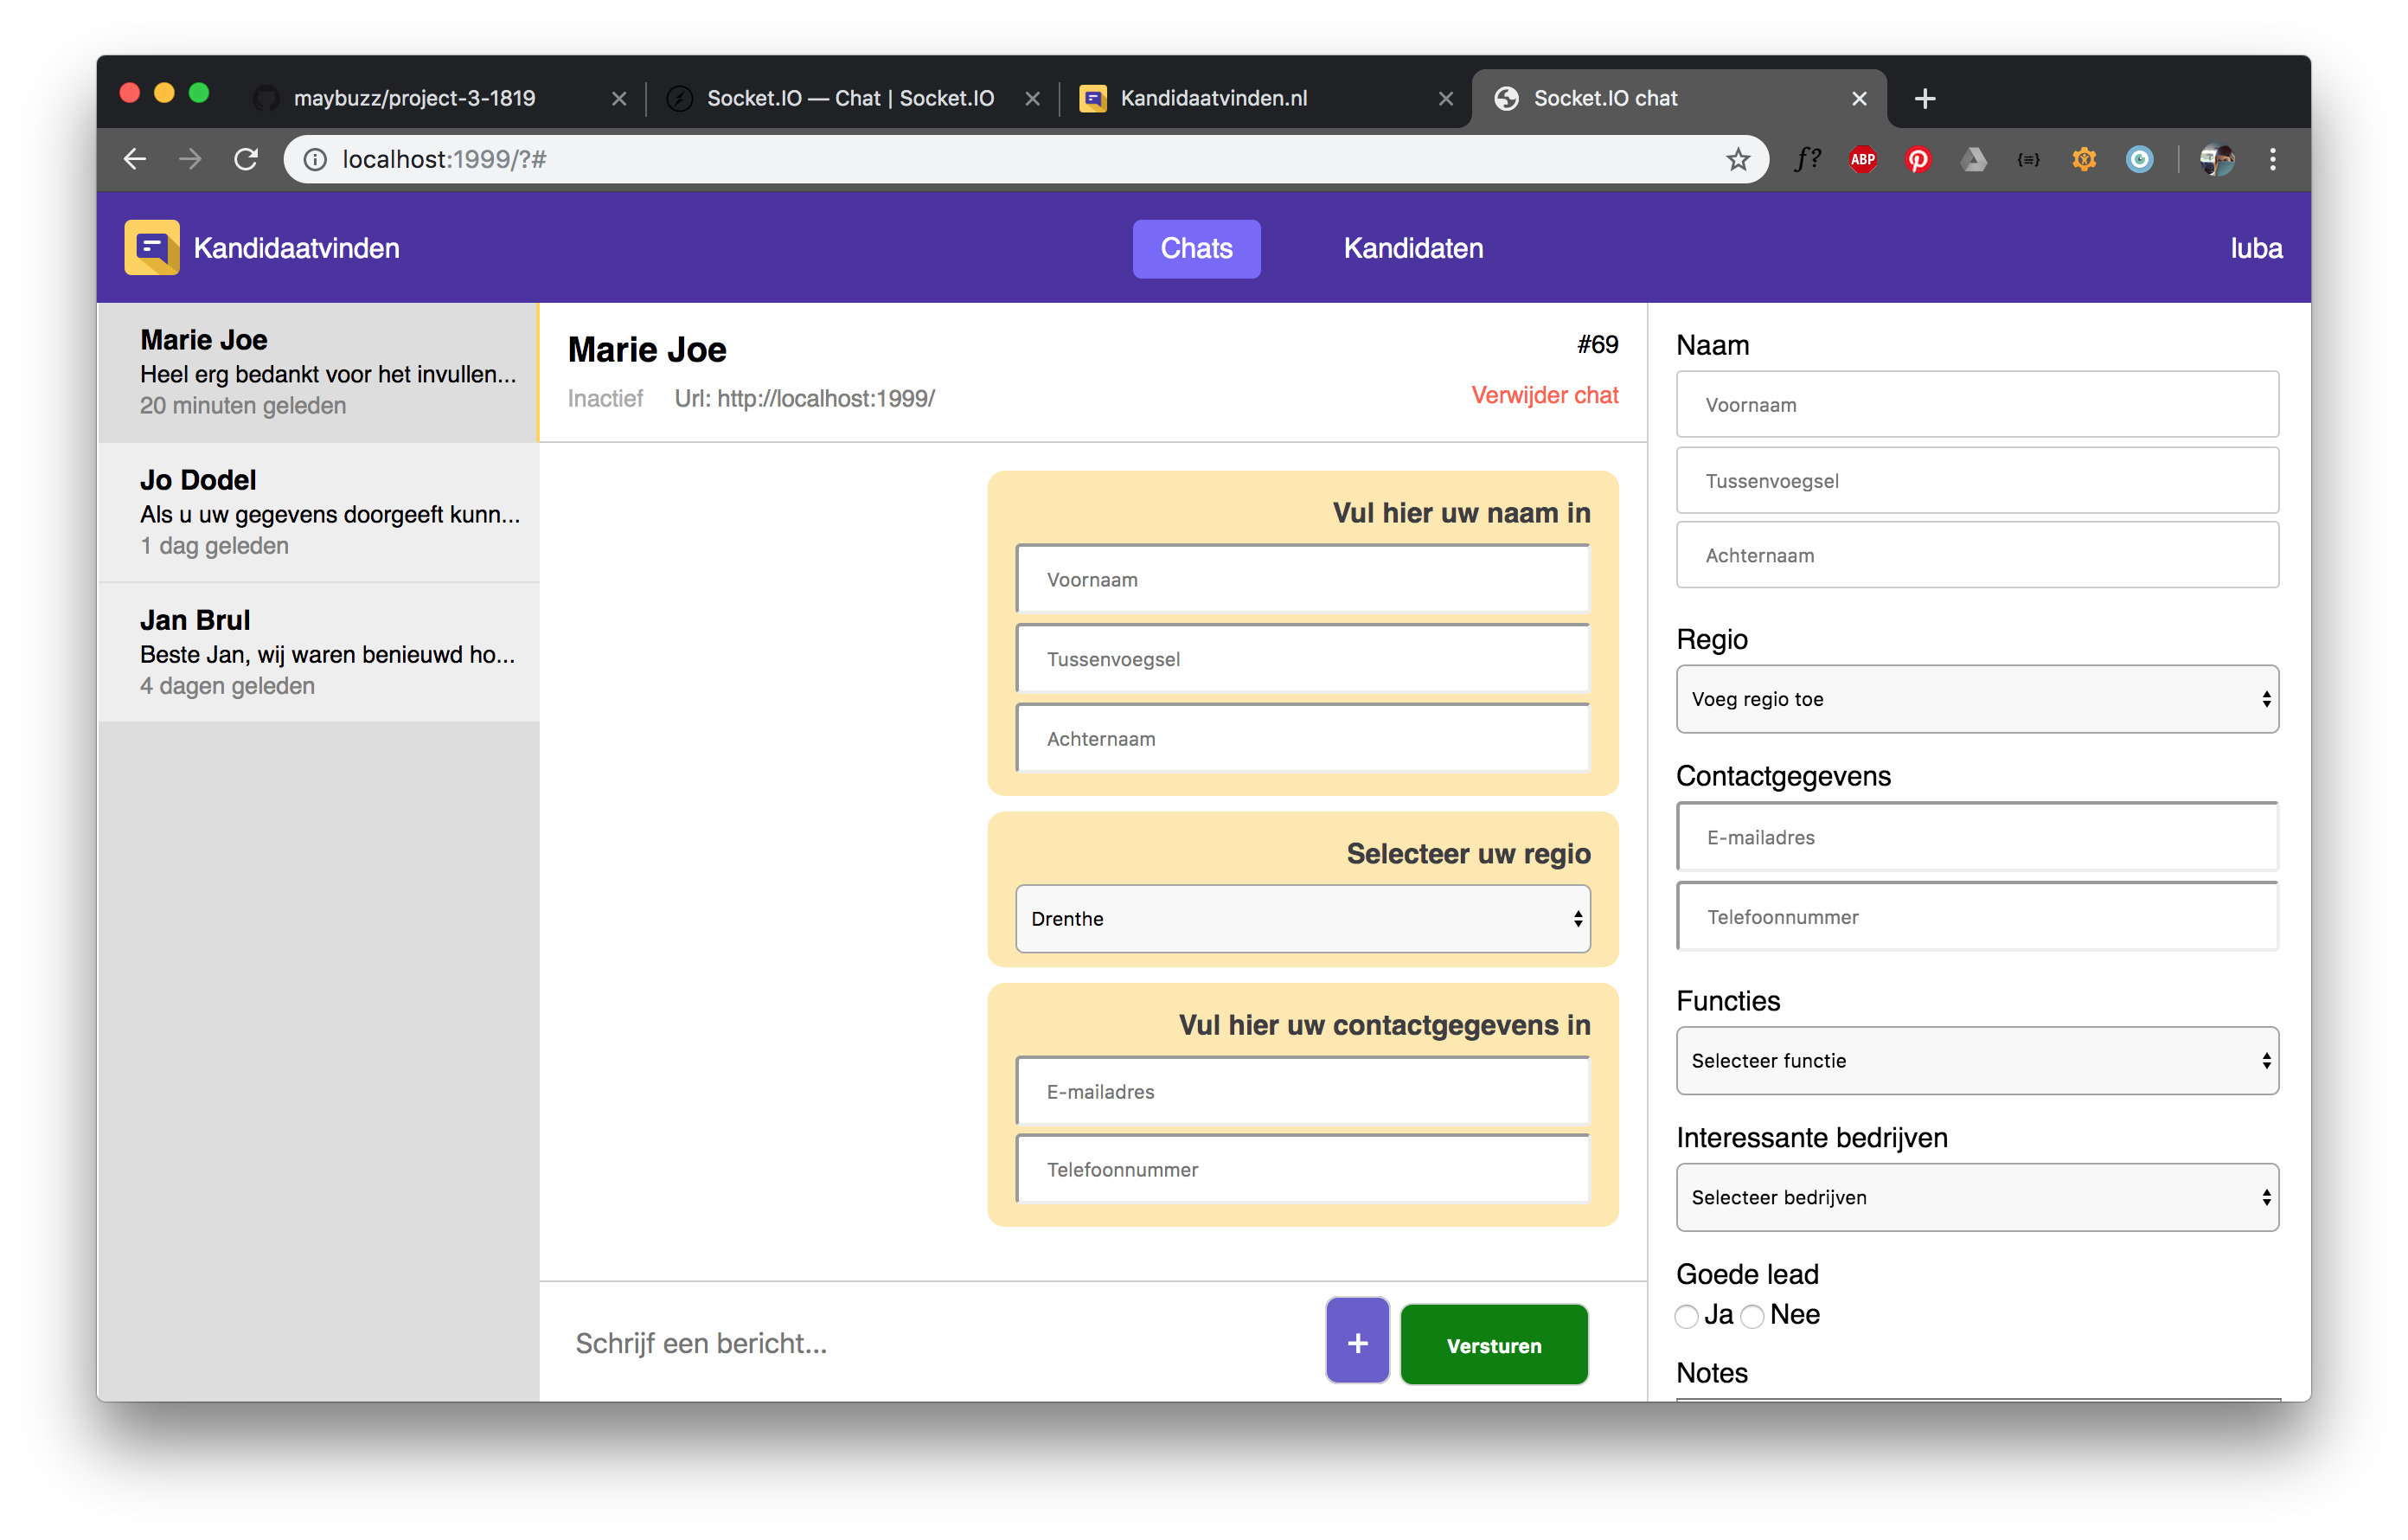 maybuzz/project-3-1819
Socket.IO — Chat | Socket.IO
Kandidaatvinden.nl
Socket.IO chat
localhost:1999/?#
f?
ABP
Kandidaatvinden
Chats
Kandidaten
luba
Marie Joe
Heel erg bedankt voor het invullen...
20 minuten geleden
Jo Dodel
Als u uw gegevens doorgeeft kunn...
1 dag geleden
Jan Brul
Beste Jan, wij waren benieuwd ho...
4 dagen geleden
Marie Joe
#69
Inactief
Url: http://localhost:1999/
Verwijder chat
Vul hier uw naam in
Voornaam
Tussenvoegsel
Achternaam
Selecteer uw regio
Drenthe
Vul hier uw contactgegevens in
E-mailadres
Telefoonnummer
Schrijf een bericht...
+
Versturen
Naam
Voornaam
Tussenvoegsel
Achternaam
Regio
Voeg regio toe
Contactgegevens
E-mailadres
Telefoonnummer
Functies
Selecteer functie
Interessante bedrijven
Selecteer bedrijven
Goede lead
Ja Nee
Notes